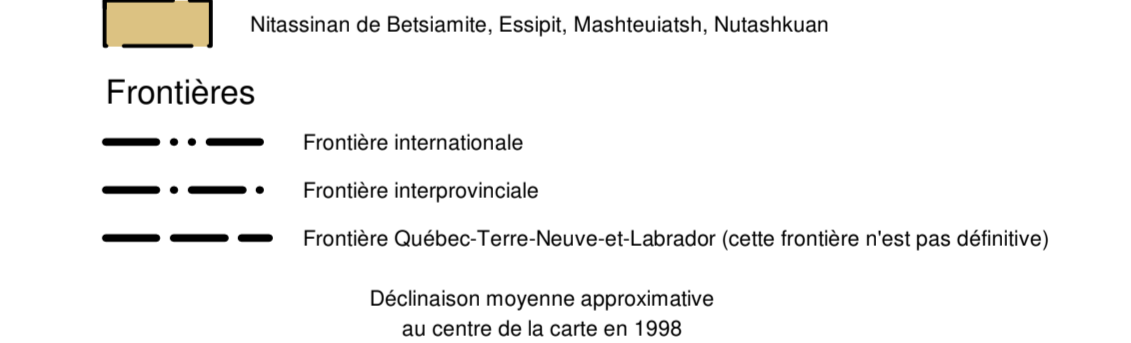 Nitassinan de Betsiamite, Essipit, Mashteuiatsh, Nutashkuan
Frontières
Frontière internationale
Frontière interprovinciale
Frontière Québec-Terre-Neuve-et-Labrador (cette frontière n'est pas définitive)
Déclinaison moyenne approximative
au centre de la carte en 1998